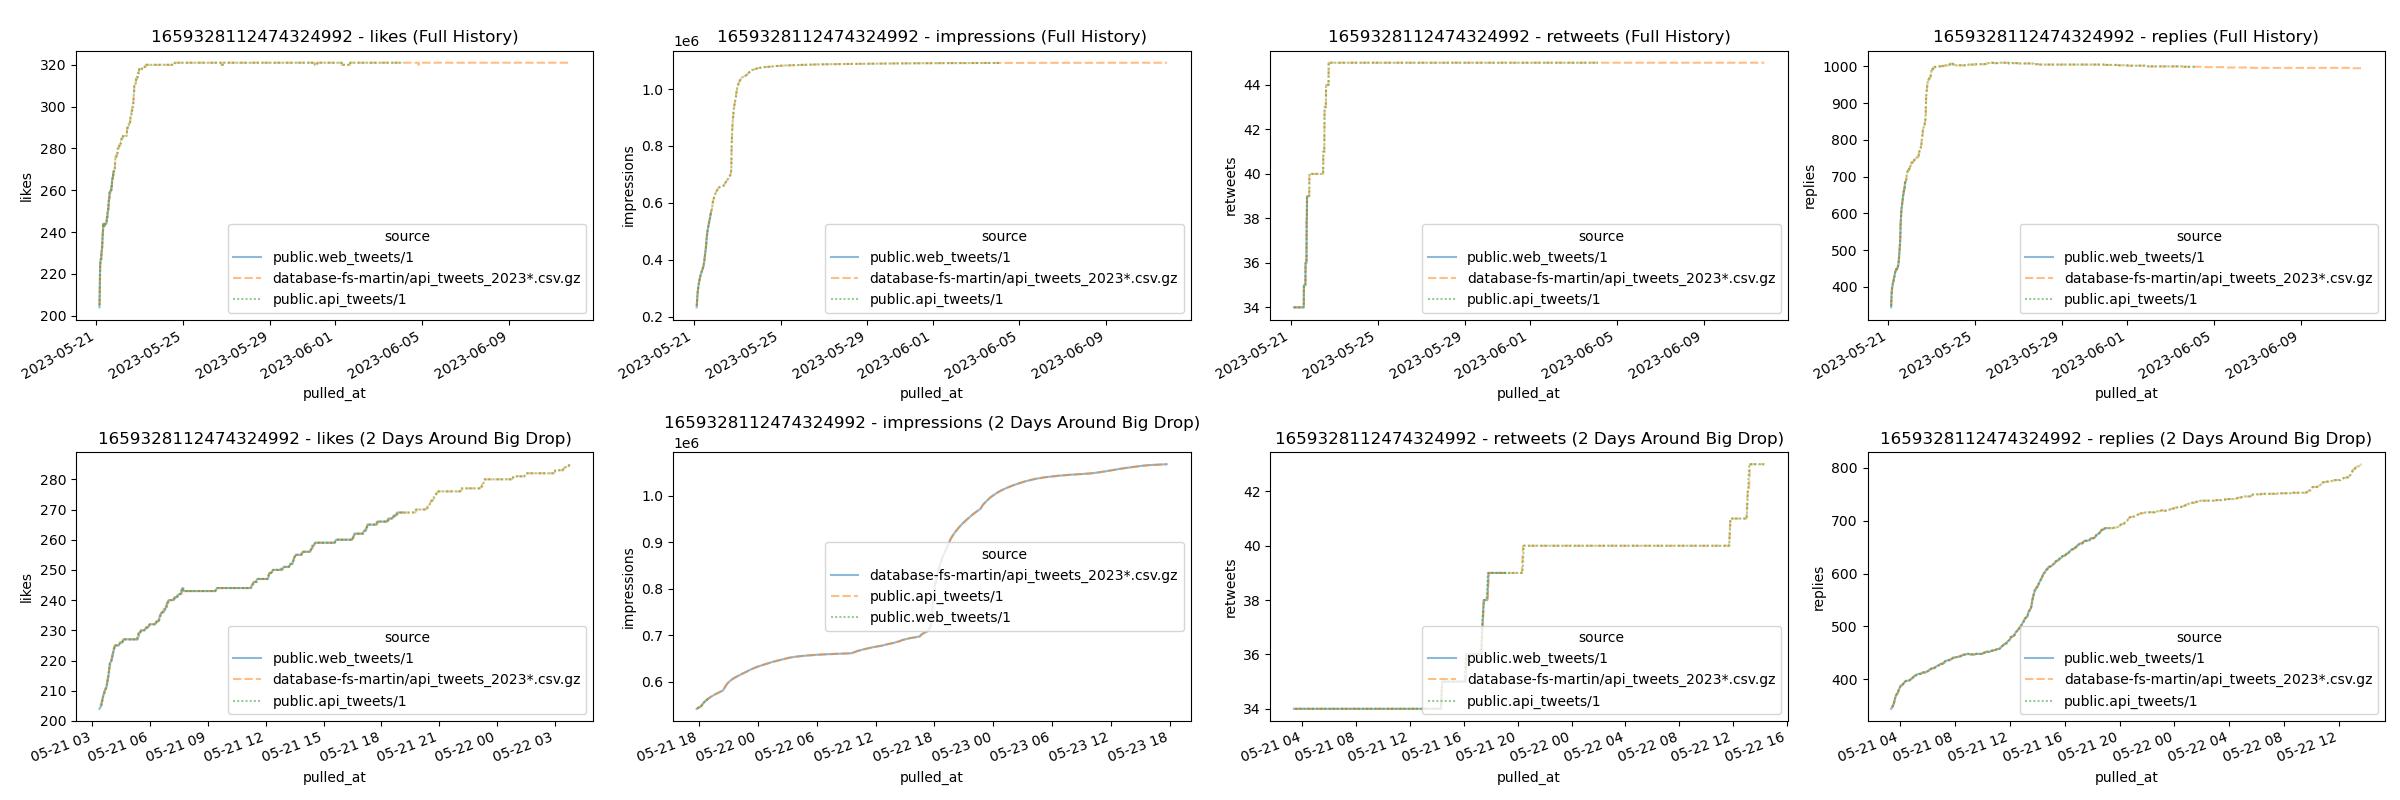 1659328112474324992 - likes (Full History)
320
300
280
260
240
220
200
likes
source
public.web_tweets/1
database-fs-martin/api_tweets_2023*.csv.gz
public.api_tweets/1
2023-05-21
2023-05-25
2023-05-29
2023-06-01
2023-06-05
2023-06-09
pulled_at
1659328112474324992 - impressions (Full History)
1e6
1.0
0.8
0.6
0.4
0.2
impressions
source
public.web_tweets/1
database-fs-martin/api_tweets_2023*.csv.gz
public.api_tweets/1
2023-05-21
2023-05-25
2023-05-29
2023-06-01
2023-06-05
2023-06-09
pulled_at
1659328112474324992 - retweets (Full History)
44
42
40
38
36
34
retweets
source
public.web_tweets/1
database-fs-martin/api_tweets_2023*.csv.gz
public.api_tweets/1
2023-05-21
2023-05-25
2023-05-29
2023-06-01
2023-06-05
2023-06-09
pulled_at
1659328112474324992 - replies (Full History)
1000
900
800
700
600
500
400
replies
source
public.web_tweets/1
database-fs-martin/api_tweets_2023*.csv.gz
public.api_tweets/1
2023-05-21
2023-05-25
2023-05-29
2023-06-01
2023-06-05
2023-06-09
pulled_at
1659328112474324992 - likes (2 Days Around Big Drop)
280
270
260
250
240
230
220
210
200
likes
source
public.web_tweets/1
database-fs-martin/api_tweets_2023*.csv.gz
public.api_tweets/1
05-21 03
05-21 06
05-21 09
05-21 12
05-21 15
05-21 18
05-21 21
05-22 00
05-22 03
pulled_at
1659328112474324992 - impressions (2 Days Around Big Drop)
1e6
1.0
0.9
0.8
0.7
0.6
impressions
source
database-fs-martin/api_tweets_2023*.csv.gz
public.api_tweets/1
public.web_tweets/1
05-21 18
05-22 00
05-22 06
05-22 12
05-22 18
05-23 00
05-23 06
05-23 12
05-23 18
pulled_at
1659328112474324992 - retweets (2 Days Around Big Drop)
42
40
38
36
34
retweets
source
public.web_tweets/1
database-fs-martin/api_tweets_2023*.csv.gz
public.api_tweets/1
05-21 04
05-21 08
05-21 12
05-21 16
05-21 20
05-22 00
05-22 04
05-22 08
05-22 12
05-22 16
pulled_at
1659328112474324992 - replies (2 Days Around Big Drop)
800
700
600
500
400
replies
source
public.web_tweets/1
database-fs-martin/api_tweets_2023*.csv.gz
public.api_tweets/1
05-21 04
05-21 08
05-21 12
05-21 16
05-21 20
05-22 00
05-22 04
05-22 08
05-22 12
pulled_at